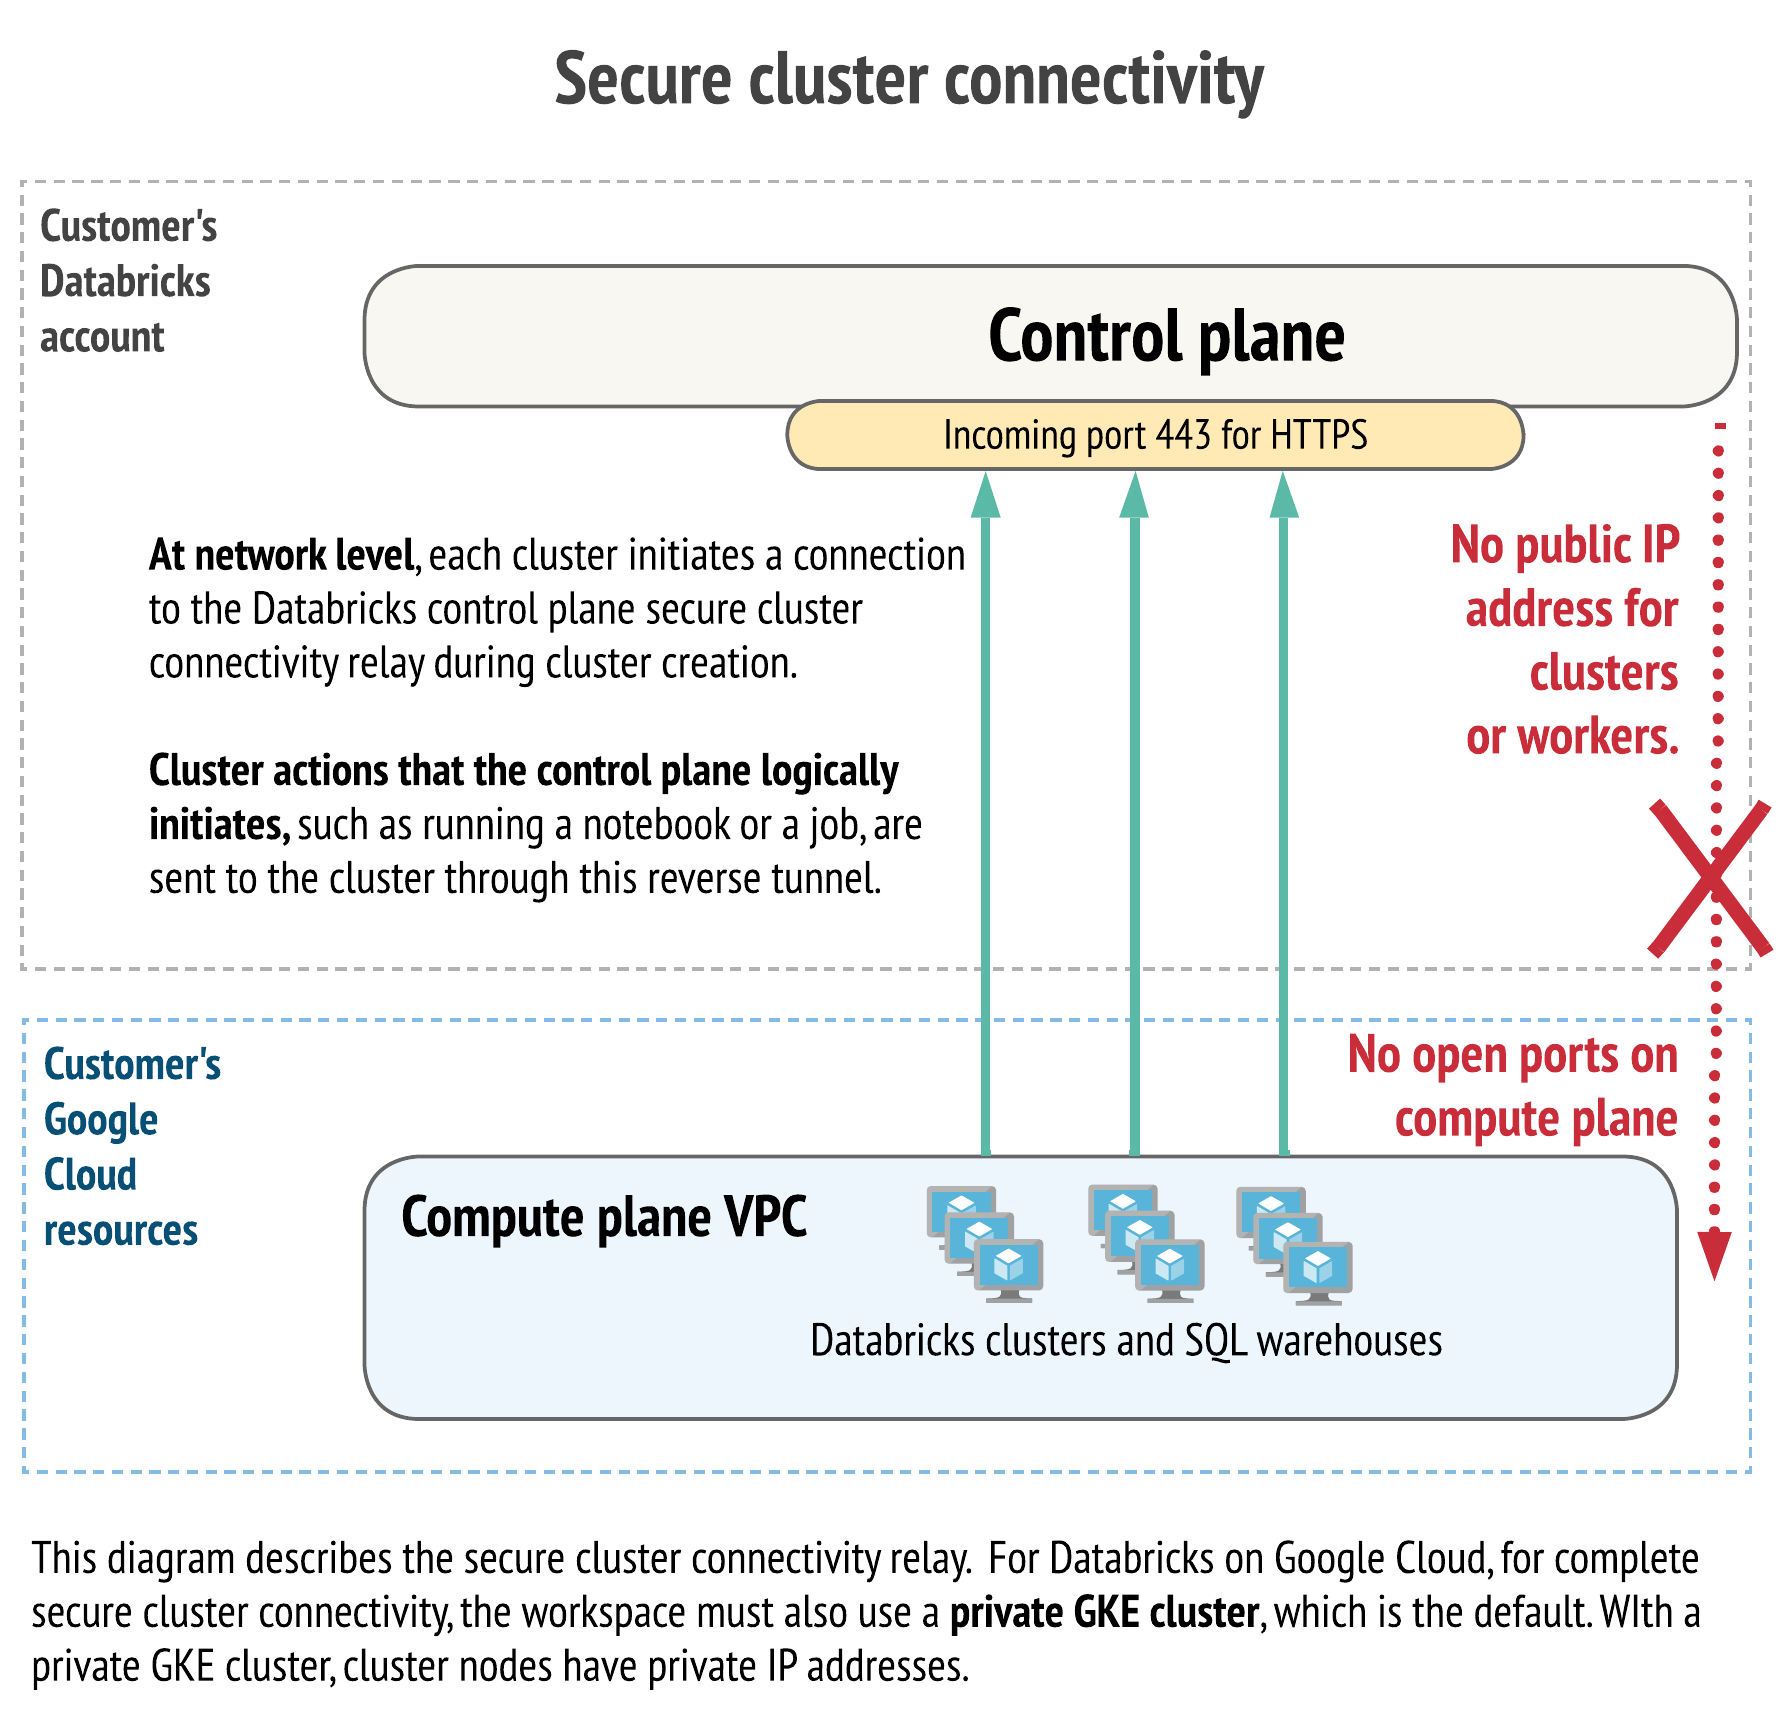 Secure cluster connectivity
Customer's
Databricks
account
Control plane
Incoming port 443 for HTTPS
At network level, each cluster initiates a connection
to the Databricks control plane secure cluster
connectivity relay during cluster creation.
No public IP
address for
clusters
or workers.
Cluster actions that the control plane logically
initiates, such as running a notebook or a job, are
sent to the cluster through this reverse tunnel.
Customer's
Google
Cloud
resources
No open ports on
compute plane
Compute plane VPC
Databricks clusters and SQL warehouses
This diagram describes the secure cluster connectivity relay.  For Databricks on Google Cloud, for complete
secure cluster connectivity, the workspace must also use a private GKE cluster, which is the default. WIth a
private GKE cluster, cluster nodes have private IP addresses.